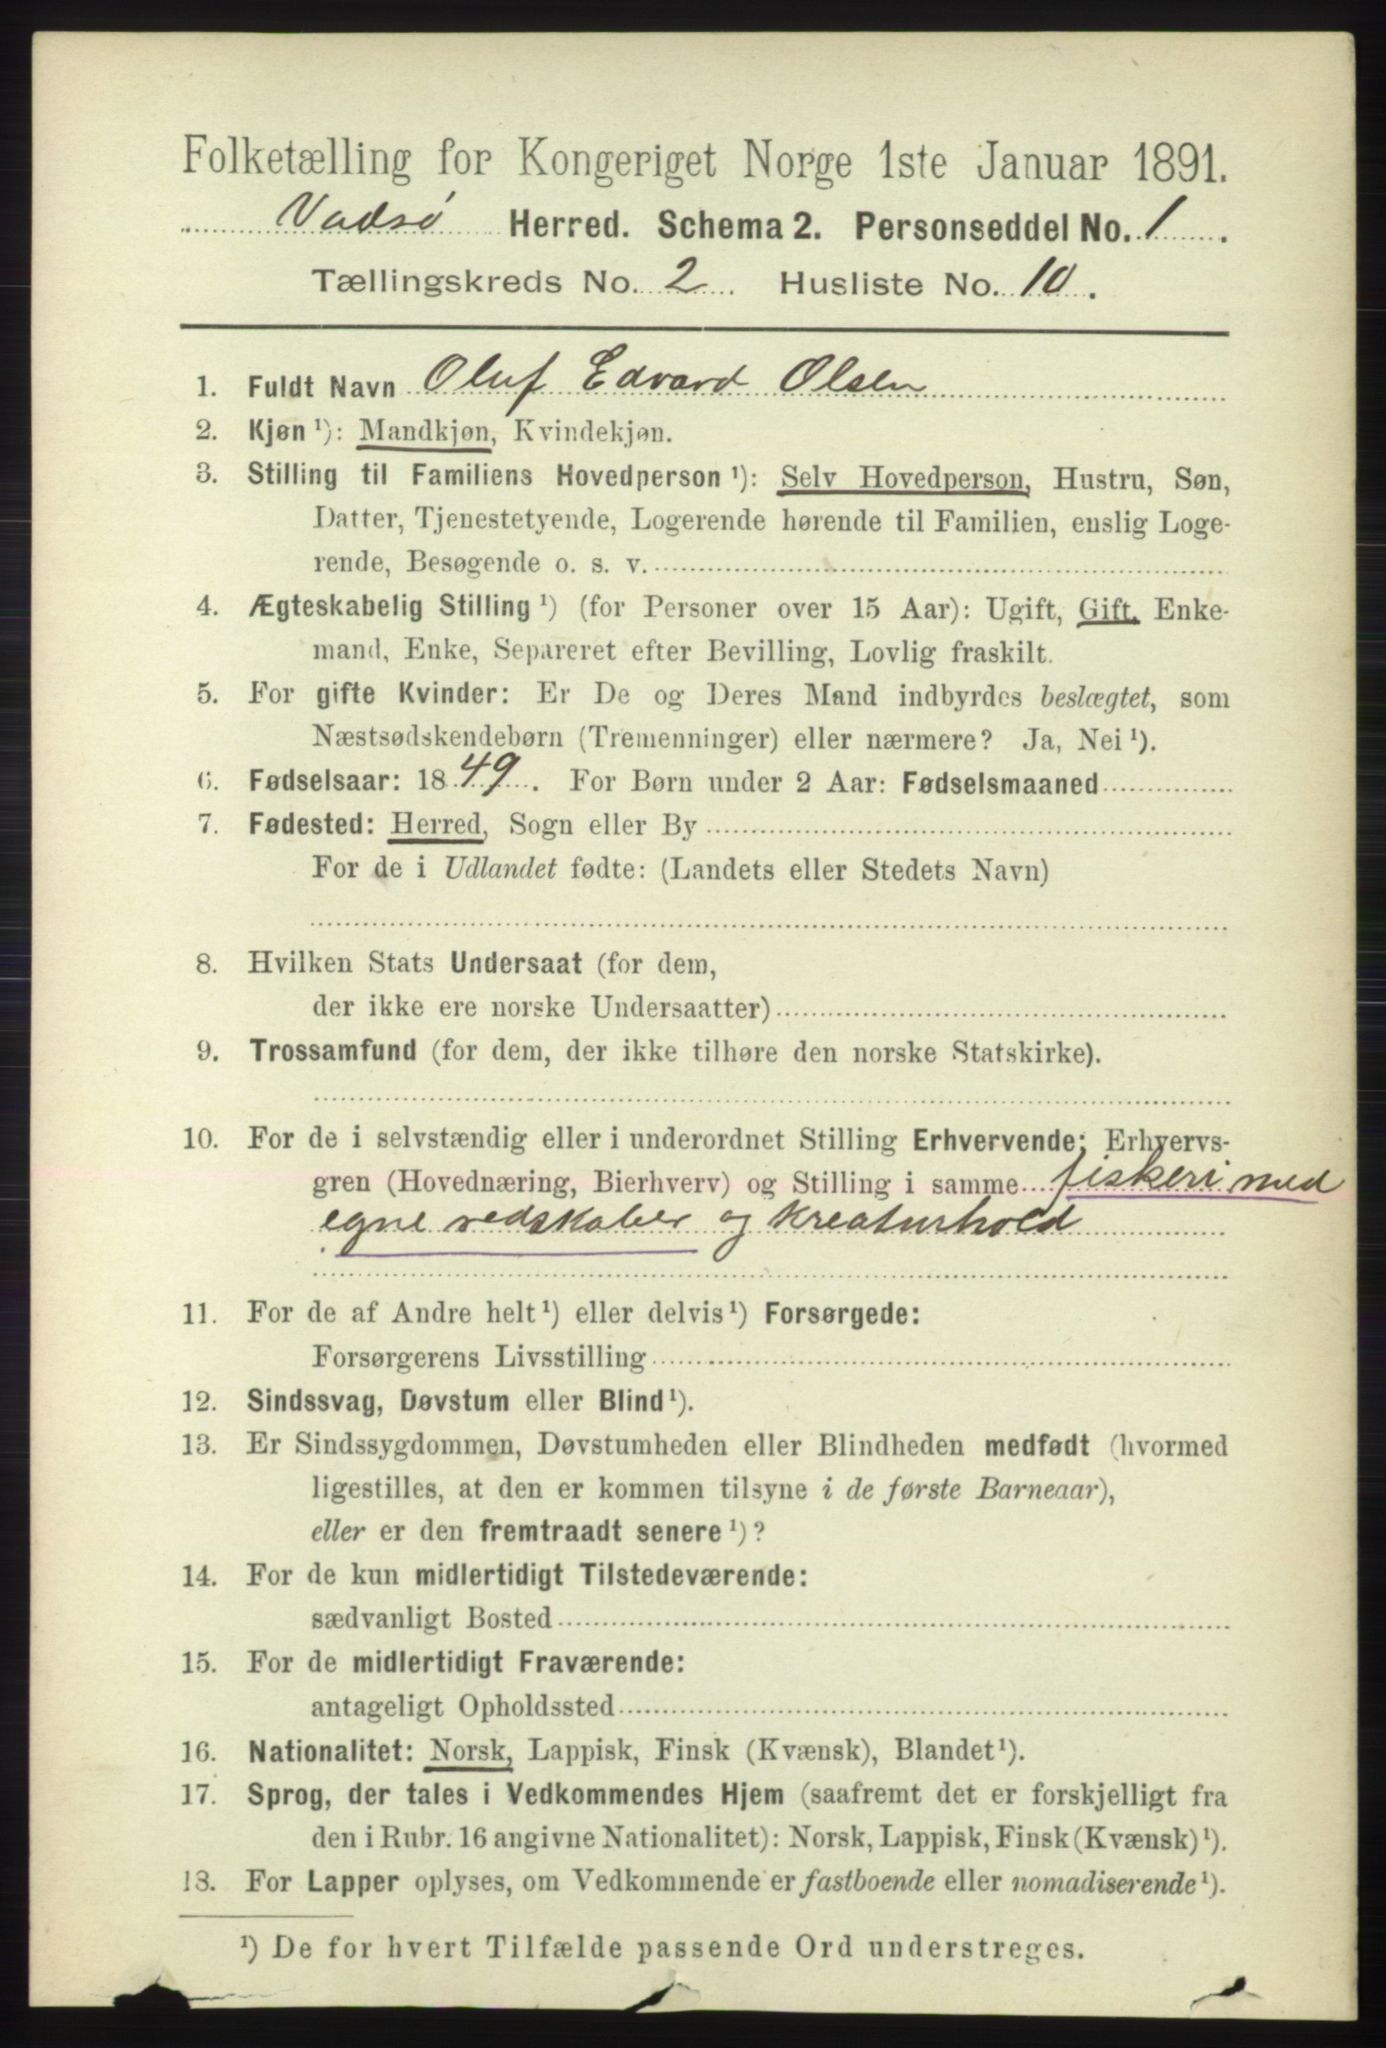 Folketælling for Kongeriget Norge 1ste Januar 1891.
Vadsø Herred. Schema 2. Personseddel No. 1.
Tællingskreds No. 2. Husliste No. 10.
1. Fuldt Navn Oluf Edvard Olsen
2. Kjøn ¹): Mandkjøn, Kvindekjøn.
3. Stilling til Familiens Hovedperson ¹): Selv Hovedperson, Hustru, Søn,
Datter, Tjenestetyende, Logerende hørende til Familien, enslig Loge-
rende, Besøgende o. s. v.
4. Ægteskabelig Stilling ¹) (for Personer over 15 Aar): Ugift, Gift, Enke-
mand, Enke, Separeret efter Bevilling, Lovlig fraskilt.
5. For gifte Kvinder: Er De og Deres Mand indbyrdes beslægtet, som
Næstsødskendebørn (Tremenninger) eller nærmere? Ja, Nei ¹).
6. Fødselsaar: 1849. For Børn under 2 Aar: Fødselsmaaned
7. Fødested: Herred, Sogn eller By
For de i Udlandet fødte: (Landets eller Stedets Navn)
8. Hvilken Stats Undersaat (for dem,
der ikke ere norske Undersaatter)
9. Trossamfund (for dem, der ikke tilhøre den norske Statskirke).
10. For de i selvstændig eller i underordnet Stilling Erhvervende: Erhvervs-
gren (Hovednæring, Bierhverv) og Stilling i samme fiskeri med
egne redskaber og kreaturhold
11. For de af Andre helt ¹) eller delvis ¹) Forsørgede:
Forsørgerens Livsstilling
12. Sindssvag, Døvstum eller Blind ¹).
13. Er Sindssygdommen, Døvstumheden eller Blindheden medfødt (hvormed
ligestilles, at den er kommen tilsyne i de første Barneaar),
eller er den fremtraadt senere ¹)?
14. For de kun midlertidigt Tilstedeværende:
sædvanligt Bosted
15. For de midlertidigt Fraværende:
antageligt Opholdssted
16. Nationalitet: Norsk, Lappisk, Finsk (Kvænsk), Blandet ¹).
17. Sprog, der tales i Vedkommendes Hjem (saafremt det er forskjelligt fra
den i Rubr. 16 angivne Nationalitet): Norsk, Lappisk, Finsk (Kvænsk) ¹).
18. For Lapper oplyses, om Vedkommende er fastboende eller nomadiserende ¹).
¹) De for hvert Tilfælde passende Ord understreges.